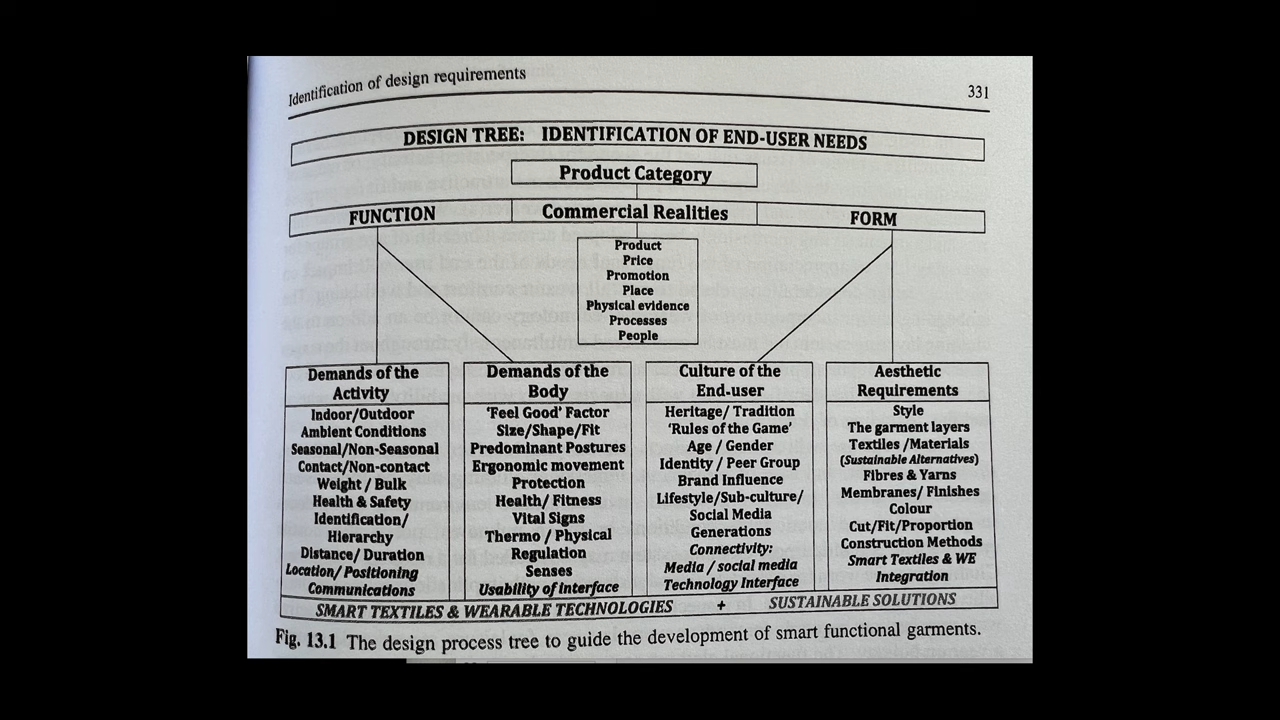 Identification of design requirements
331
DESIGN TREE: IDENTIFICATION OF END-USER NEEDS
Product Category
FUNCTION
Commercial Realities
FORM
Product
Price
Promotion
Place
Physical evidence
Processes
People
Demands of the
Activity
Indoor/Outdoor
Ambient Conditions
Seasonal/Non-Seasonal
Contact/Non-contact
Weight / Bulk
Health & Safety
Identification/
Hierarchy
Distance/ Duration
Location/ Positioning
Communications
Demands of the
Body
‘Feel Good’ Factor
Size/Shape/Fit
Predominant Postures
Ergonomic movement
Protection
Health/ Fitness
Vital Signs
Thermo / Physical
Regulation
Senses
Usability of interface
Culture of the
End-user
Heritage/ Tradition
‘Rules of the Game’
Age / Gender
Identity / Peer Group
Brand Influence
Lifestyle/Sub-culture/
Social Media
Generations
Connectivity:
Media / social media
Technology Interface
Aesthetic
Requirements
Style
The garment layers
Textiles /Materials
(Sustainable Alternatives)
Fibres & Yarns
Membranes/ Finishes
Colour
Cut/Fit/Proportion
Construction Methods
Smart Textiles & WE
Integration
SMART TEXTILES & WEARABLE TECHNOLOGIES + SUSTAINABLE SOLUTIONS
Fig. 13.1 The design process tree to guide the development of smart functional garments.